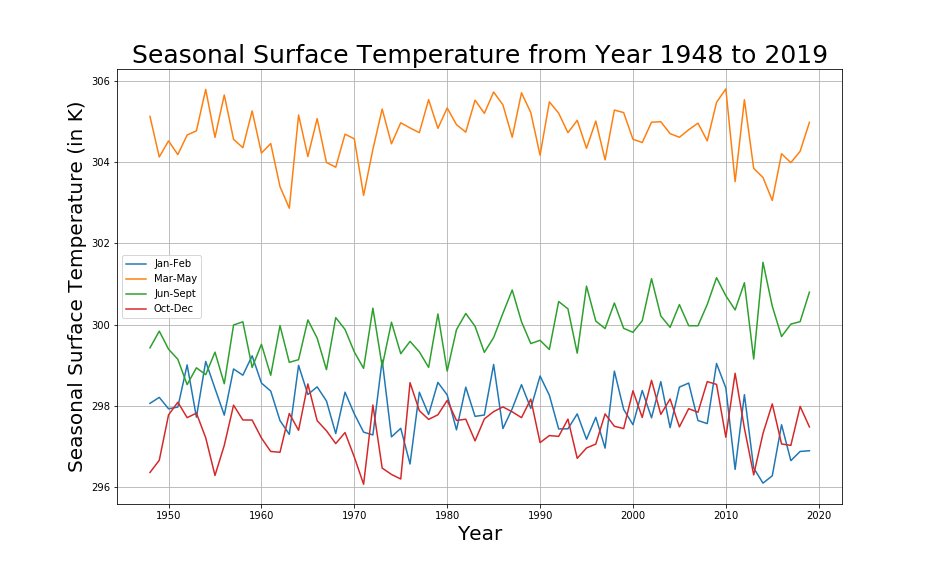 Seasonal Surface Temperature from Year 1948 to 2019
Seasonal Surface Temperature (in K)
306
304
302
300
298
296
Jan-Feb
Mar-May
Jun-Sept
Oct-Dec
1950 1960 1970 1980 1990 2000 2010 2020
Year